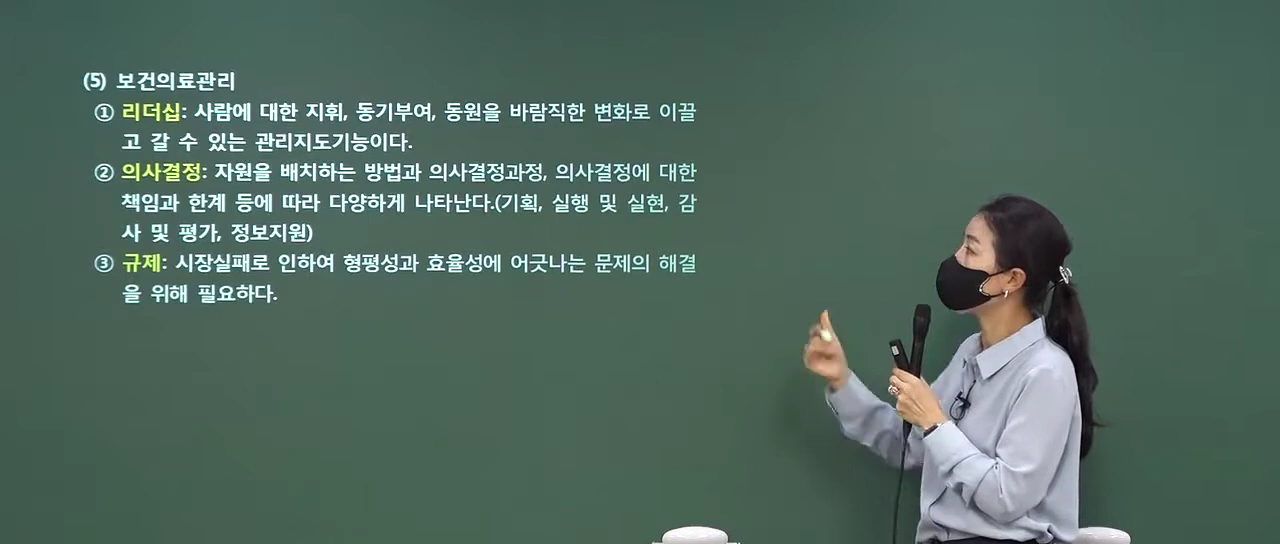 (5) 보건의료관리
① 리더십: 사람에 대한 지휘, 동기부여, 동원을 바람직한 변화로 이끌
고 갈 수 있는 관리지도기능이다.
② 의사결정: 자원을 배치하는 방법과 의사결정과정, 의사결정에 대한
책임과 한계 등에 따라 다양하게 나타난다.(기획, 실행 및 실현, 감
사 및 평가, 정보지원)
③ 규제: 시장실패로 인하여 형평성과 효율성에 어긋나는 문제의 해결
을 위해 필요하다.